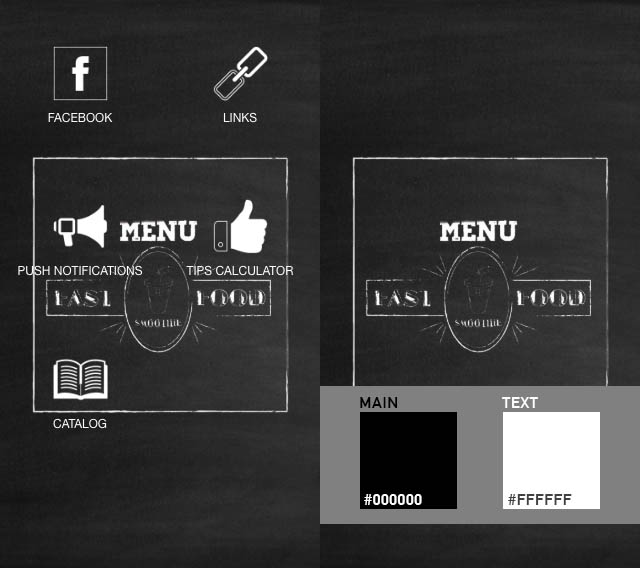 FACEBOOK
LINKS
MENU
PUSH NOTIFICATIONS
TIPS CALCULATOR
FAST
FOOD
SMOOTHIE
CATALOG
MENU
FAST
FOOD
SMOOTHIE
MAIN
TEXT
#000000
#FFFFFF